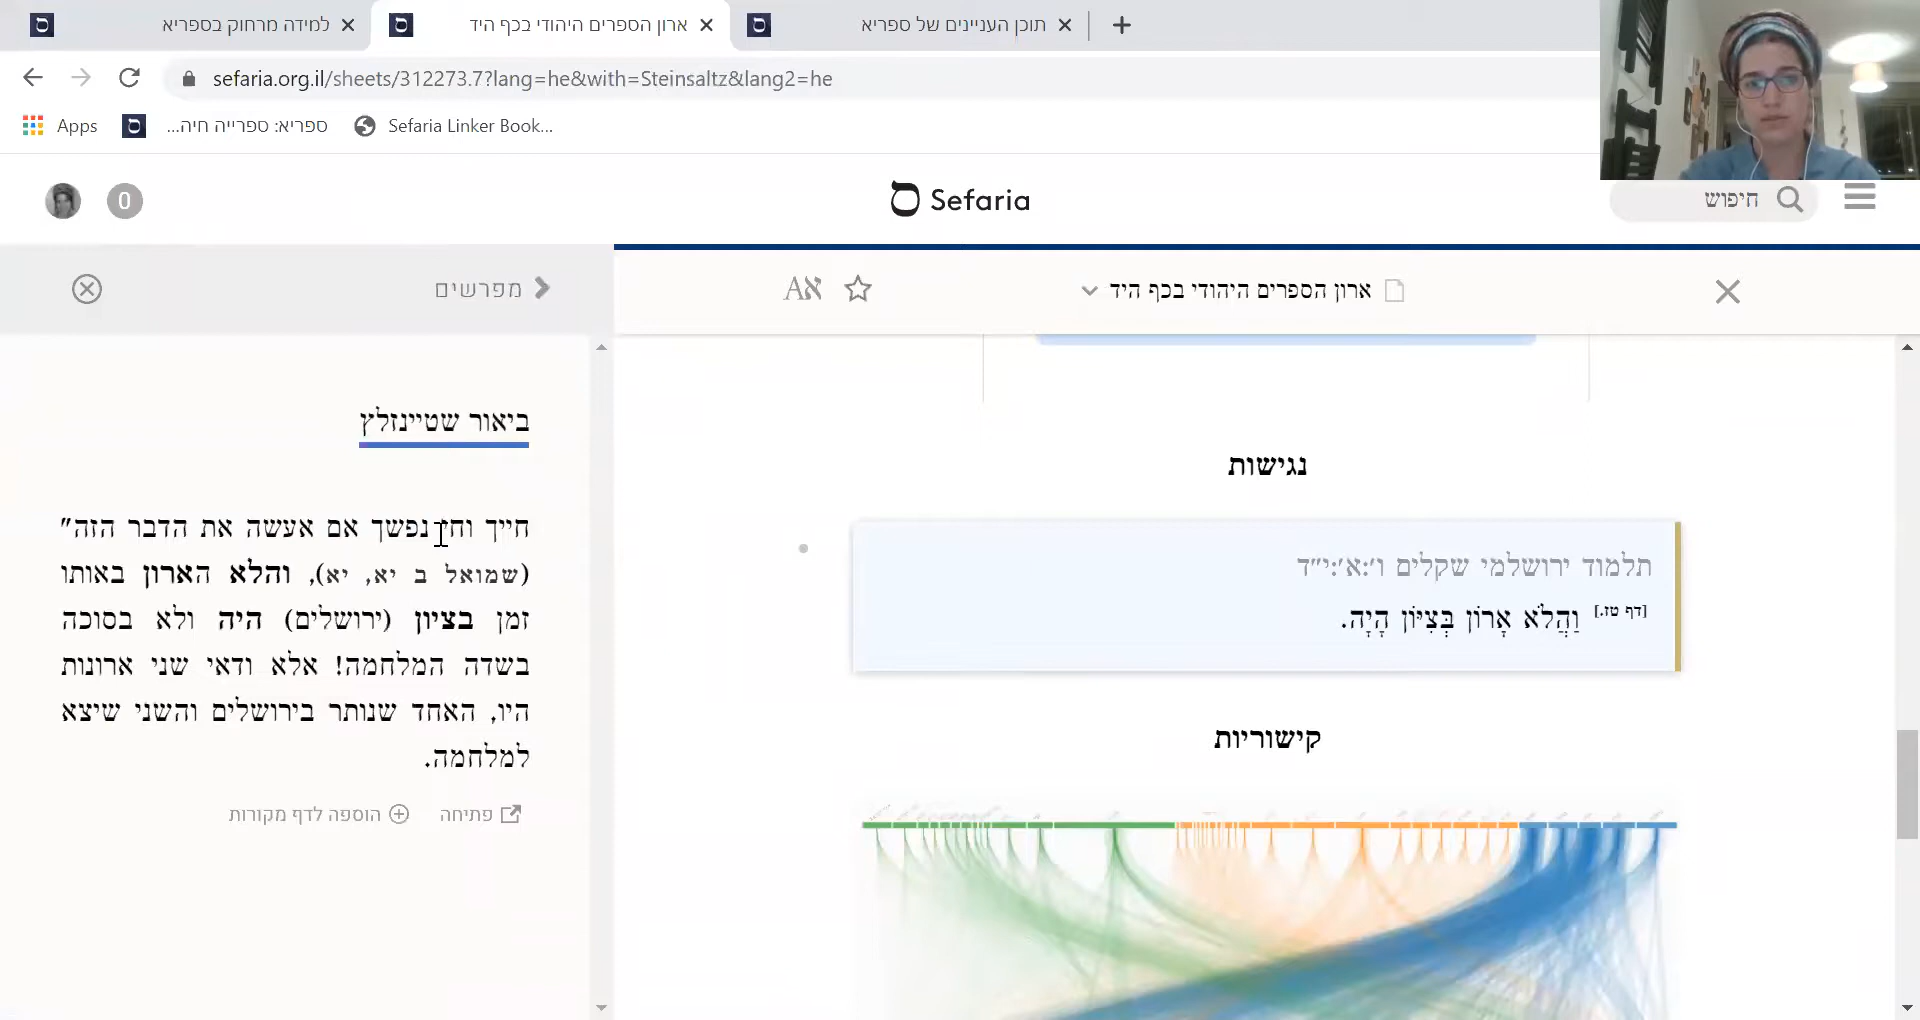 למידה מרחוק בספריא
ארון הספרים היהודי בכף היד
תוכן העניינים של ספריא
sefaria.org.il/sheets/312273.7?lang=he&with=Steinsaltz&lang2=he
Apps
ספריא: ספרייה חיה...
Sefaria Linker Book...
0
Sefaria
חיפוש
מפרשים
אA
ארון הספרים היהודי בכף היד
ביאור שטיינזלץ
חייך וחי נפשך אם אעשה את הדבר הזה"
(שמואל ב יא, יא), והלא הארון באותו
זמן בציון (ירושלים) היה ולא בסוכה
בשדה המלחמה! אלא ודאי שני ארונות
היו, האחד שנותר בירושלים והשני שיצא
למלחמה.
פתיחה
הוספה לדף מקורות
נגישות
תלמוד ירושלמי שקלים ו׳:א׳:י״ד
[דף טז.] וַהֲלֹא אָרוֹן בְּצִיּוֹן הָיָה.
קישוריות